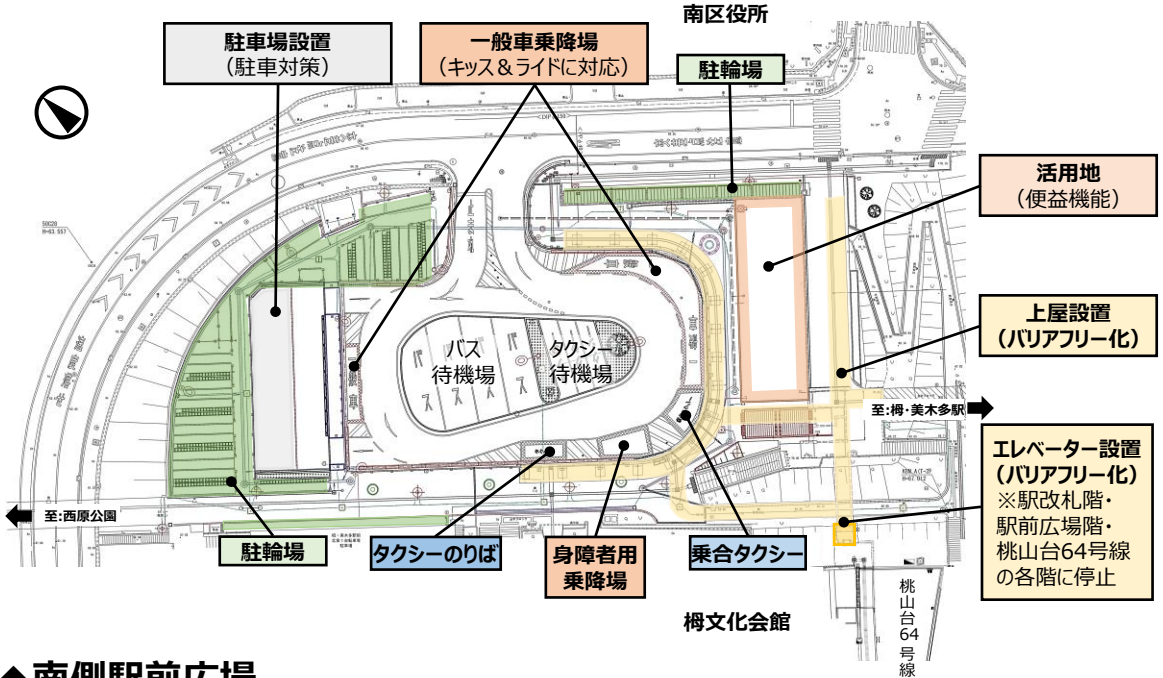 南区役所
駐車場設置
（駐車対策）
一般車乗降場
（キッス＆ライドに対応）
駐輪場
活用地
（便益機能）
上屋設置
（バリアフリー化）
バス
待機場
タクシー
待機場
至:栂・美木多駅
エレベーター設置
（バリアフリー化）
※駅改札階・
駅前広場階・
桃山台64号線
の各階に停止
至:西原公園
駐輪場
タクシーのりば
身障者用
乗降場
乗合タクシー
栂文化会館
桃山台64号線
◆南側駅前広場